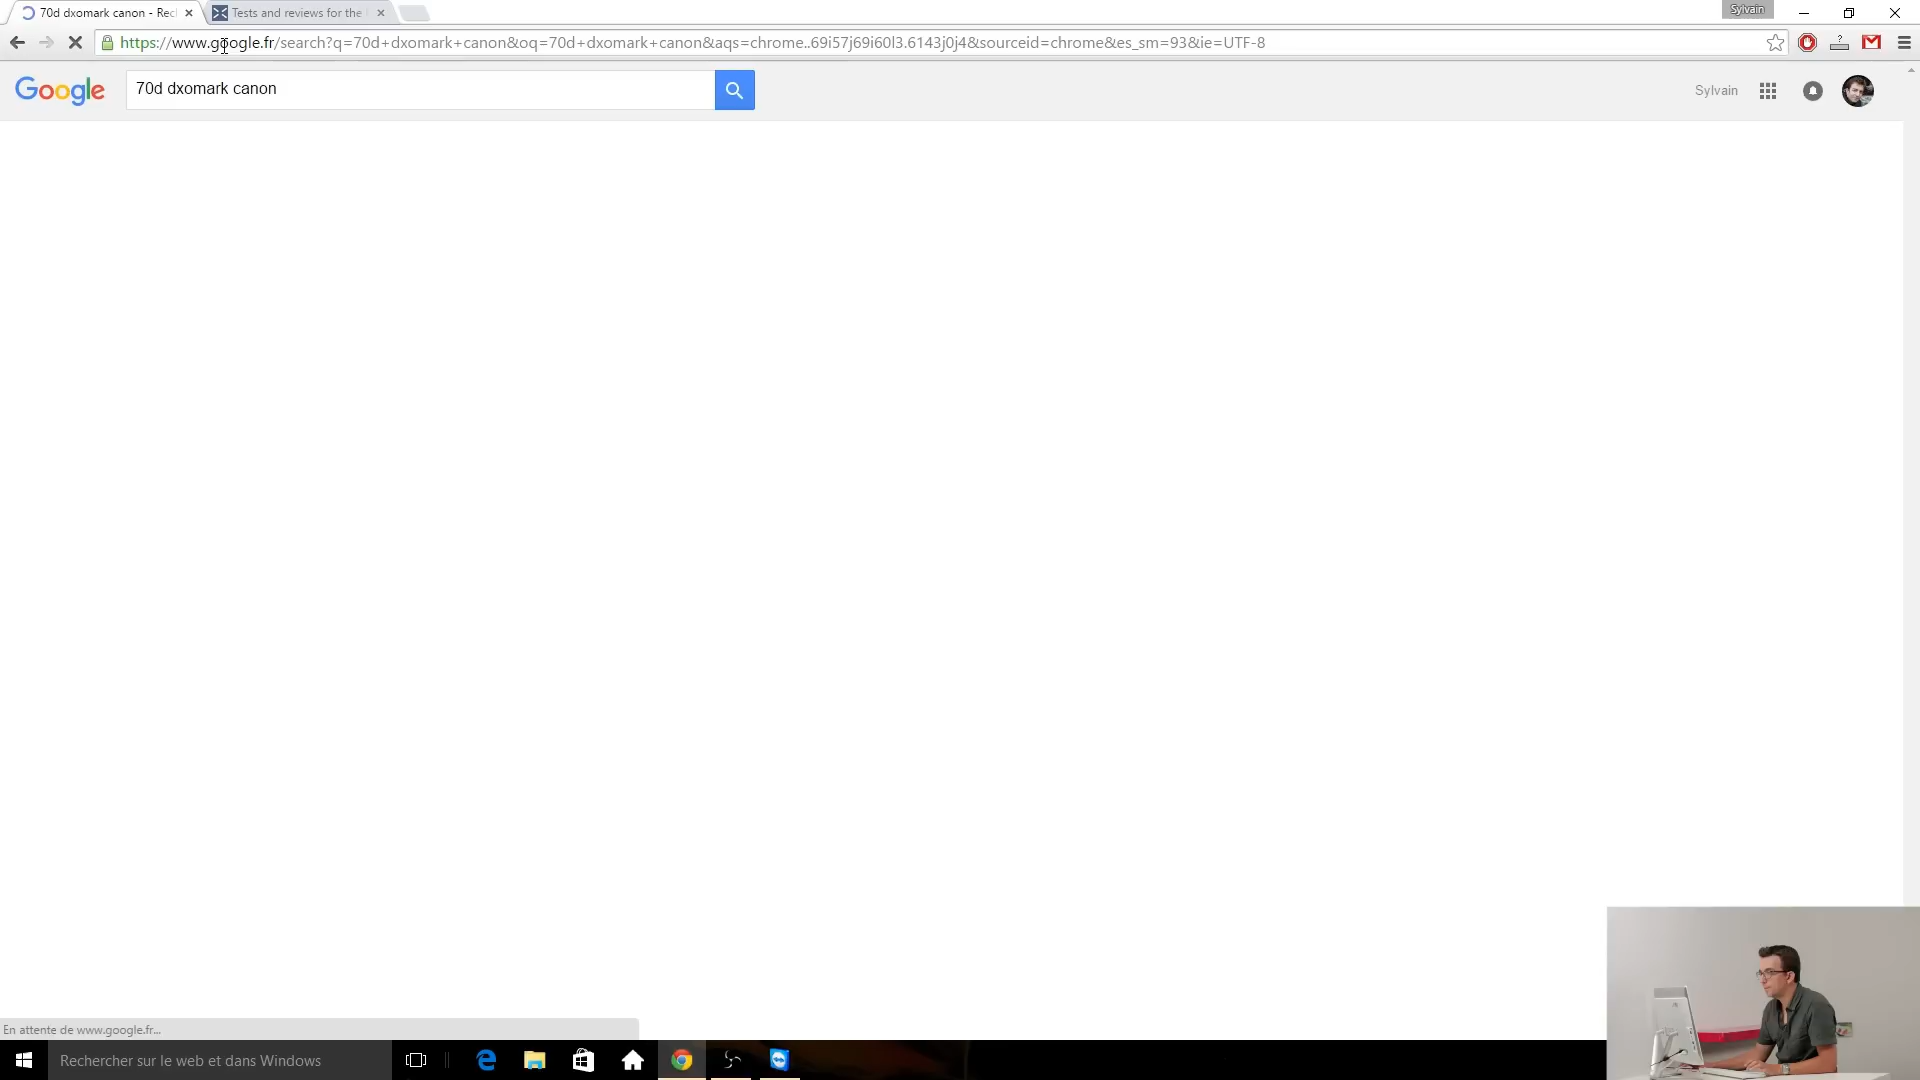 70d dxomark canon - Rec
Tests and reviews for the
Sylvain
https://www.google.fr/search?q=70d+dxomark+canon&oq=70d+dxomark+canon&aqs=chrome..69i57j69i60l3.6143j0j4&sourceid=chrome&es_sm=93&ie=UTF-8
Google
70d dxomark canon
Sylvain
En attente de www.google.fr...
Rechercher sur le web et dans Windows